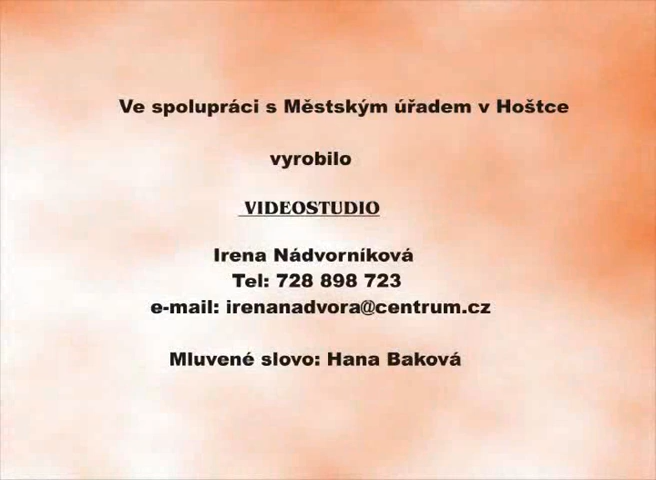 Ve spolupráci s Městským úřadem v Hoštce
vyrobilo
VIDEOSTUDIO
Irena Nádvorníková
Tel: 728 898 723
e-mail: irenanadvora@centrum.cz
Mluvené slovo: Hana Baková